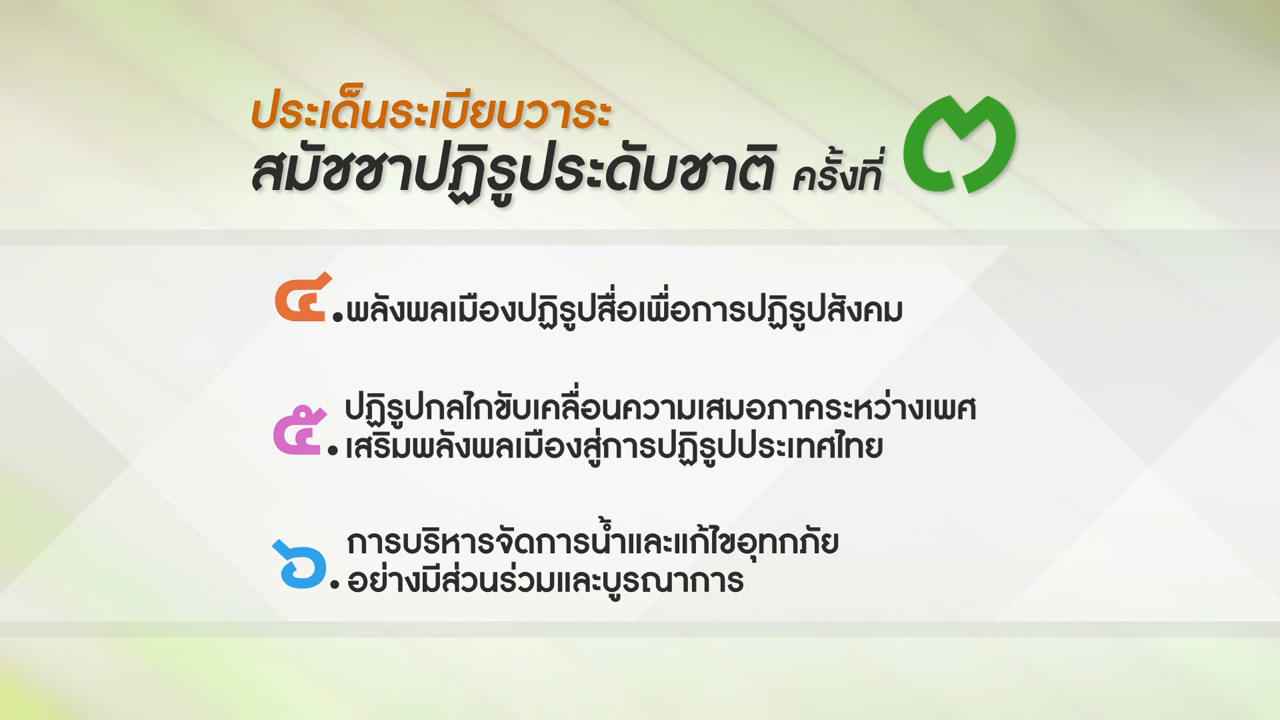 ประเด็นระเบียบวาระ
สมัชชาปฏิรูประดับชาติ ครั้งที่ ๓
๔.พลังพลเมืองปฏิรูปสื่อเพื่อการปฏิรูปสังคม
๕. ปฏิรูปกลไกขับเคลื่อนความเสมอภาคระหว่างเพศ
เสริมพลังพลเมืองสู่การปฏิรูปประเทศไทย
๖. การบริหารจัดการน้ำและแก้ไขอุทกภัย
อย่างมีส่วนร่วมและบูรณาการ